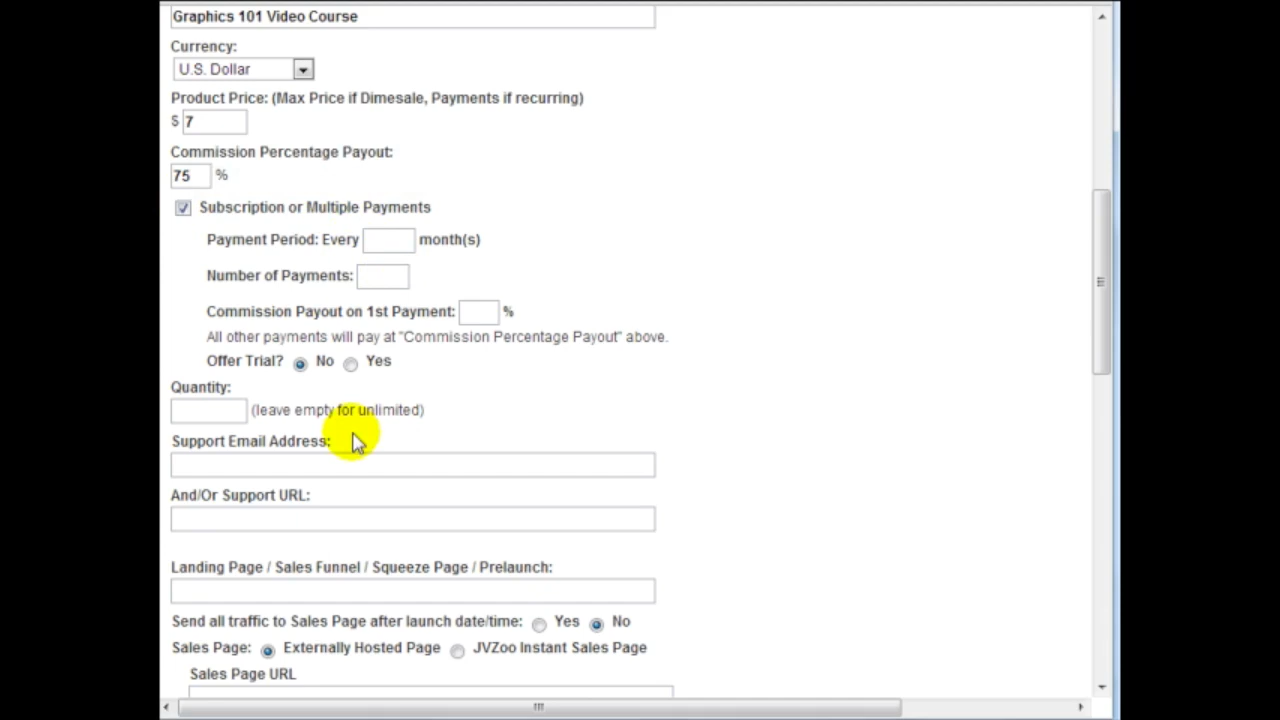 Graphics 101 Video Course
Currency:
U.S. Dollar
Product Price: (Max Price if Dimesale, Payments if recurring)
$ 7
Commission Percentage Payout:
75 %
Subscription or Multiple Payments
Payment Period: Every month(s)
Number of Payments:
Commission Payout on 1st Payment: %
All other payments will pay at "Commission Percentage Payout" above.
Offer Trial? No Yes
Quantity:
(leave empty for unlimited)
Support Email Address:
And/Or Support URL:
Landing Page / Sales Funnel / Squeeze Page / Prelaunch:
Send all traffic to Sales Page after launch date/time: Yes No
Sales Page: Externally Hosted Page JVZoo Instant Sales Page
Sales Page URL